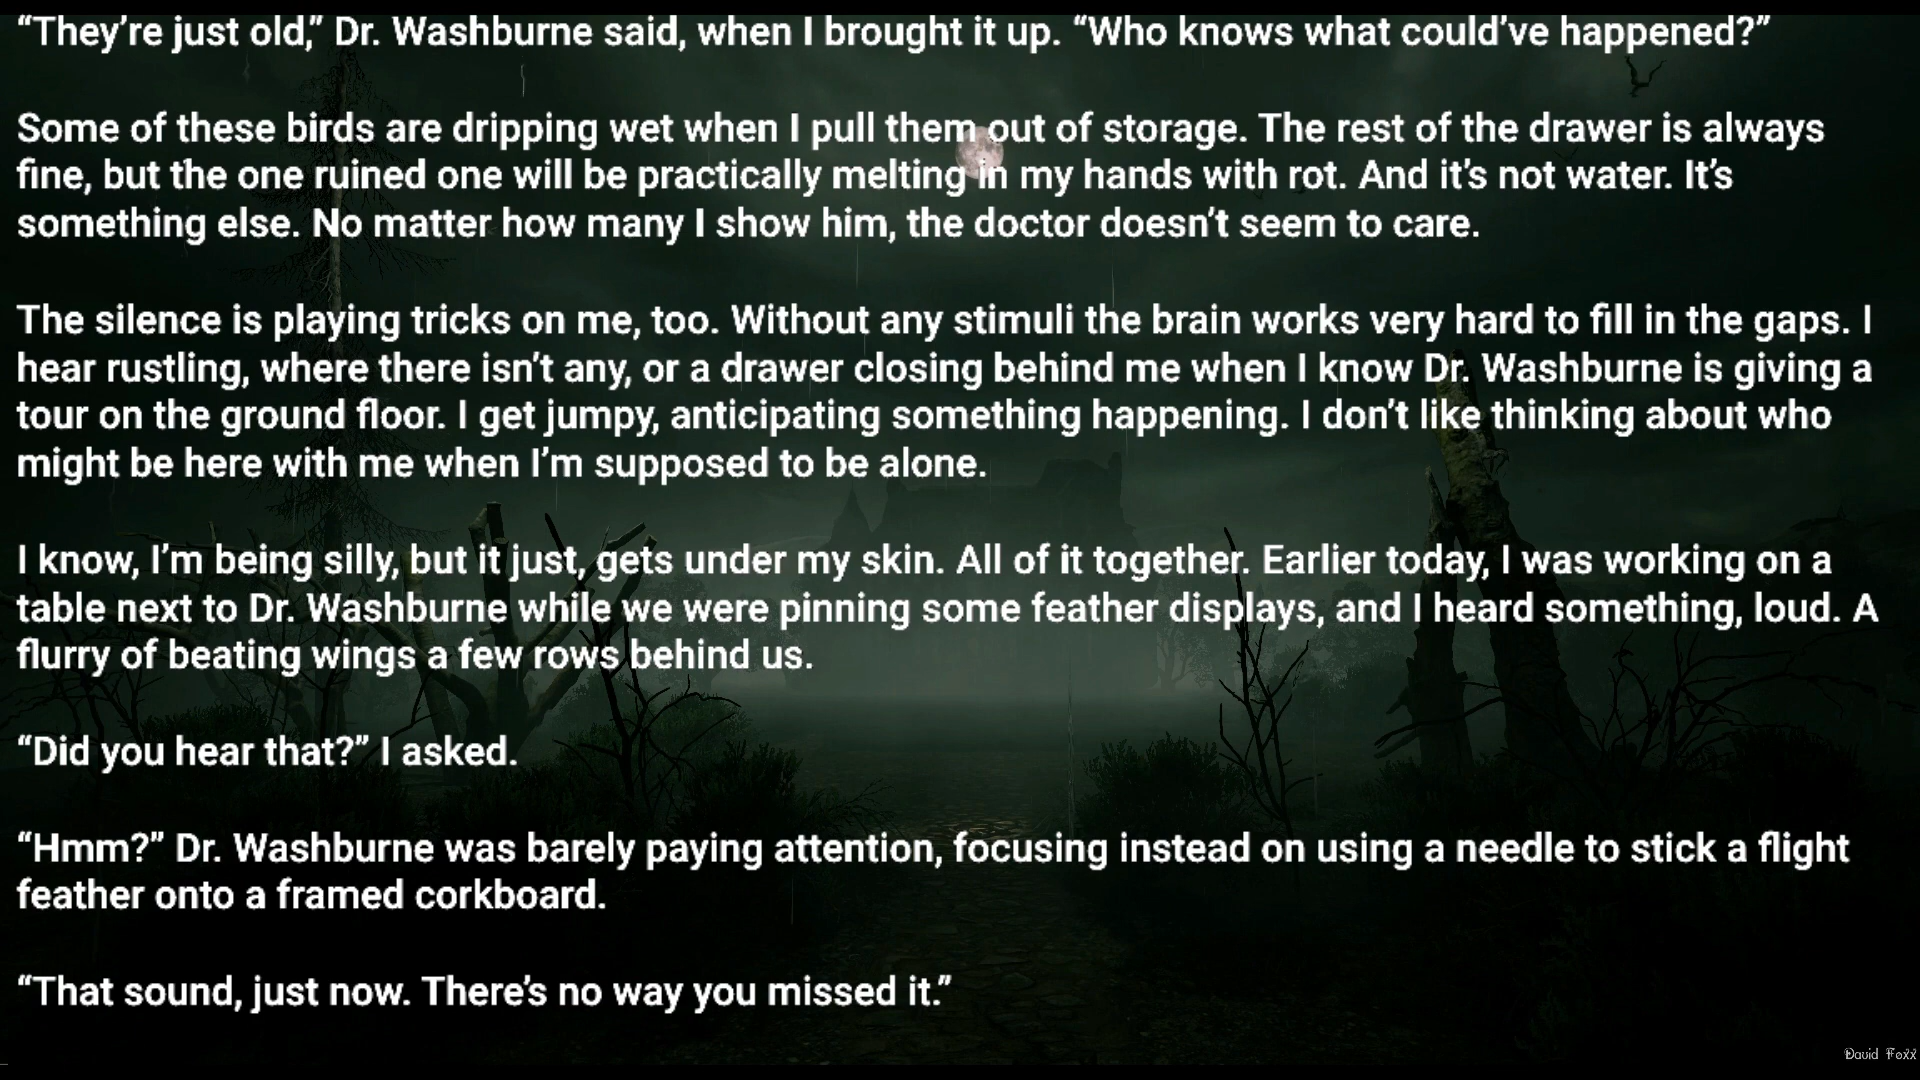 “They’re just old,” Dr. Washburne said, when I brought it up. “Who knows what could’ve happened?”
Some of these birds are dripping wet when I pull them out of storage. The rest of the drawer is always
fine, but the one ruined one will be practically melting in my hands with rot. And it’s not water. It’s
something else. No matter how many I show him, the doctor doesn’t seem to care.
The silence is playing tricks on me, too. Without any stimuli the brain works very hard to fill in the gaps. I
hear rustling, where there isn’t any, or a drawer closing behind me when I know Dr. Washburne is giving a
tour on the ground floor. I get jumpy, anticipating something happening. I don’t like thinking about who
might be here with me when I’m supposed to be alone.
I know, I’m being silly, but it just, gets under my skin. All of it together. Earlier today, I was working on a
table next to Dr. Washburne while we were pinning some feather displays, and I heard something, loud. A
flurry of beating wings a few rows behind us.
“Did you hear that?” I asked.
“Hmm?” Dr. Washburne was barely paying attention, focusing instead on using a needle to stick a flight
feather onto a framed corkboard.
“That sound, just now. There’s no way you missed it.”
David Foxx